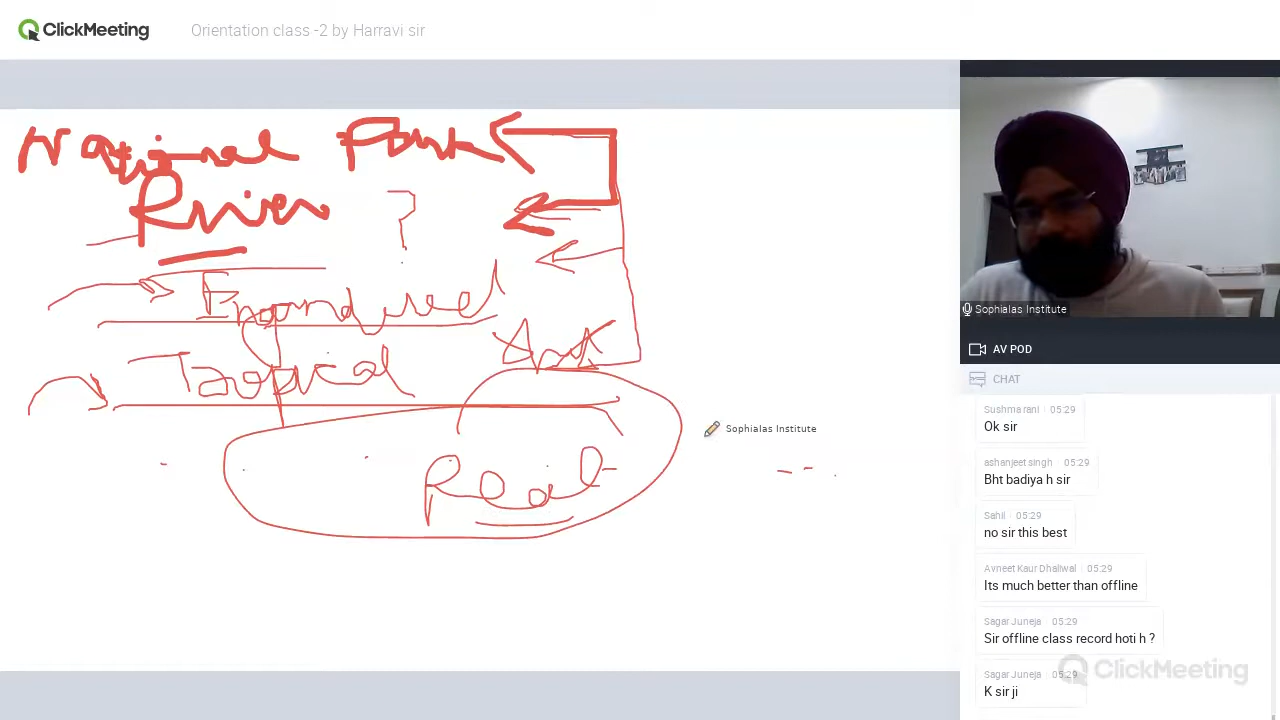 ClickMeeting
Orientation class -2 by Harravi sir
National Park
River ?
Topical
Read
Sophialas Institute
Sophialas Institute
AV POD
CHAT
Sushma rani 05:29
Ok sir
ashanjeet singh 05:29
Bht badiya h sir
Sahil 05:29
no sir this best
Avneet Kaur Dhaliwal 05:29
Its much better than offline
Sagar Juneja 05:29
Sir offline class record hoti h ?
Sagar Juneja 05:29
K sir ji
ClickMeeting